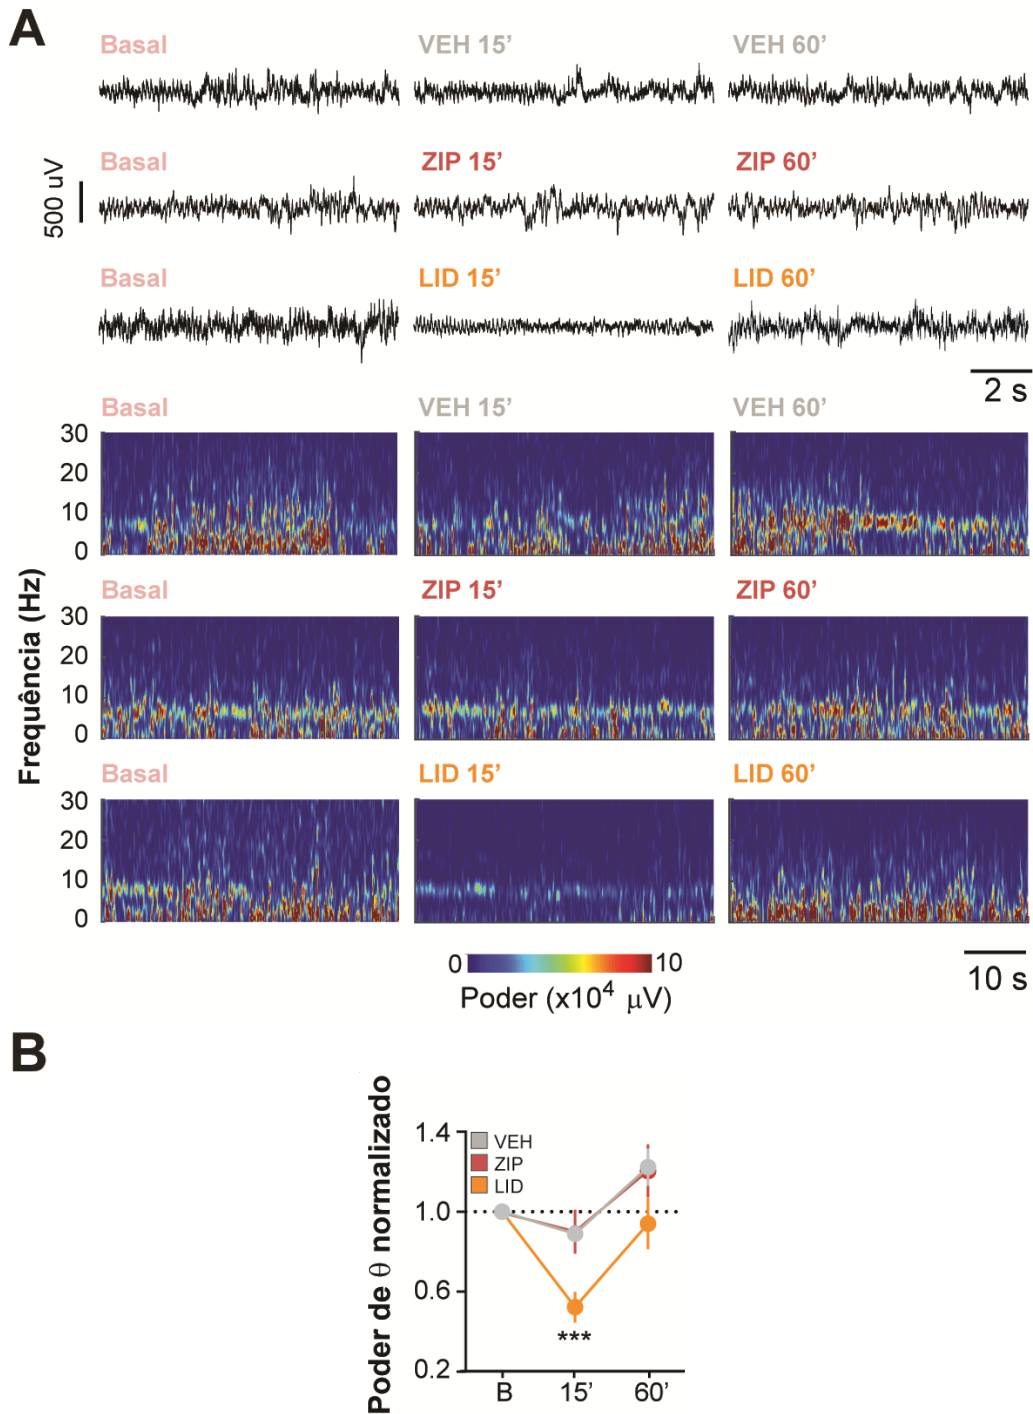 A
Basal VEH 15’ VEH 60’
500 uV
Basal ZIP 15’ ZIP 60’
Basal LID 15’ LID 60’
2 s
Basal VEH 15’ VEH 60’
Frequência (Hz)
30
20
10
0
Basal ZIP 15’ ZIP 60’
30
20
10
0
Basal LID 15’ LID 60’
30
20
10
0
0 10
Poder (x10⁴ μV)
10 s
B
Poder de θ normalizado
1.4
1.0
0.6
0.2
VEH
ZIP
LID
***
B 15’ 60’